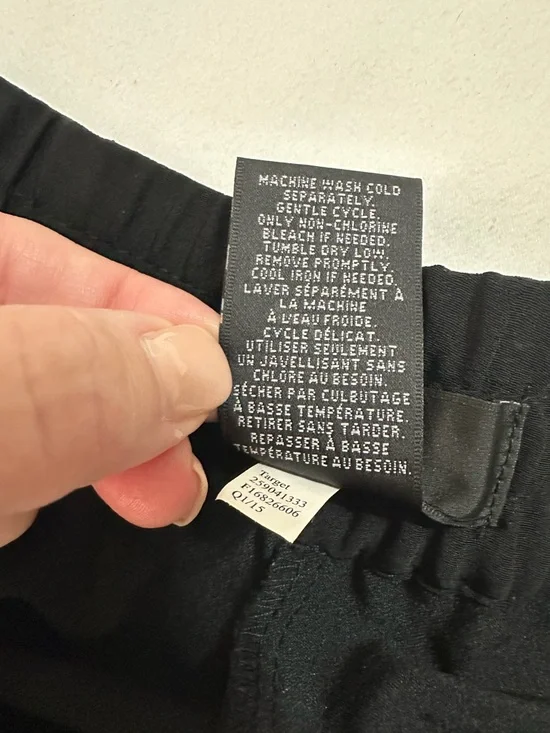 MACHINE WASH COLD
SEPARATELY.
GENTLE CYCLE.
ONLY NON-CHLORINE
BLEACH IF NEEDED.
TUMBLE DRY LOW.
REMOVE PROMPTLY.
COOL IRON IF NEEDED.
LAVER SÉPARÉMENT À
LA MACHINE
À L'EAU FROIDE.
CYCLE DÉLICAT.
UTILISER SEULEMENT
UN JAVELLISANT SANS
CHLORE AU BESOIN.
SÉCHER PAR CULBUTAGE
À BASSE TEMPÉRATURE.
RETIRER SANS TARDER.
REPASSER À BASSE
TEMPÉRATURE AU BESOIN.
Target
259041333
F16826606
Q1/15